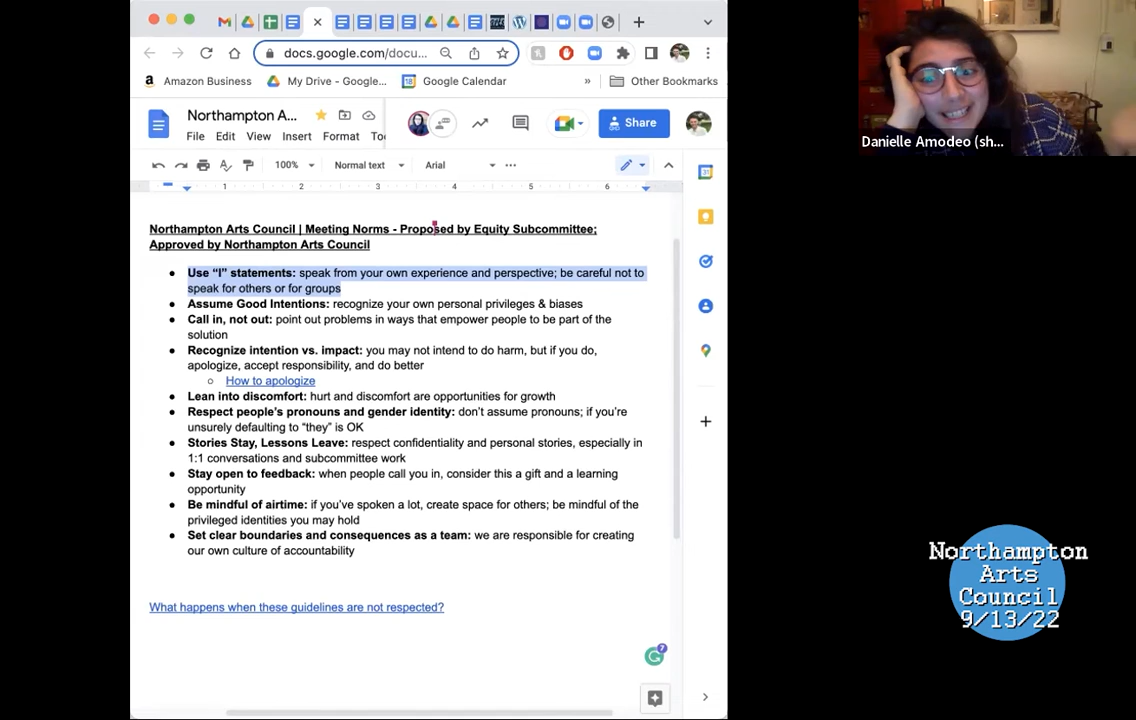 docs.google.com/docu...
a Amazon Business
My Drive - Google...
18 Google Calendar
» Other Bookmarks
Northampton A...
File Edit View Insert Format To
Share
100% Normal text Arial
1 2 3 4 5 6
Northampton Arts Council | Meeting Norms - Proposed by Equity Subcommittee;
Approved by Northampton Arts Council
● Use “I” statements: speak from your own experience and perspective; be careful not to
speak for others or for groups
● Assume Good Intentions: recognize your own personal privileges & biases
● Call in, not out: point out problems in ways that empower people to be part of the
solution
● Recognize intention vs. impact: you may not intend to do harm, but if you do,
apologize, accept responsibility, and do better
○ How to apologize
● Lean into discomfort: hurt and discomfort are opportunities for growth
● Respect people’s pronouns and gender identity: don’t assume pronouns; if you’re
unsurely defaulting to “they” is OK
● Stories Stay, Lessons Leave: respect confidentiality and personal stories, especially in
1:1 conversations and subcommittee work
● Stay open to feedback: when people call you in, consider this a gift and a learning
opportunity
● Be mindful of airtime: if you’ve spoken a lot, create space for others; be mindful of the
privileged identities you may hold
● Set clear boundaries and consequences as a team: we are responsible for creating
our own culture of accountability
What happens when these guidelines are not respected?
7
Danielle Amodeo (sh...
Northampton
Arts
Council
9/13/22